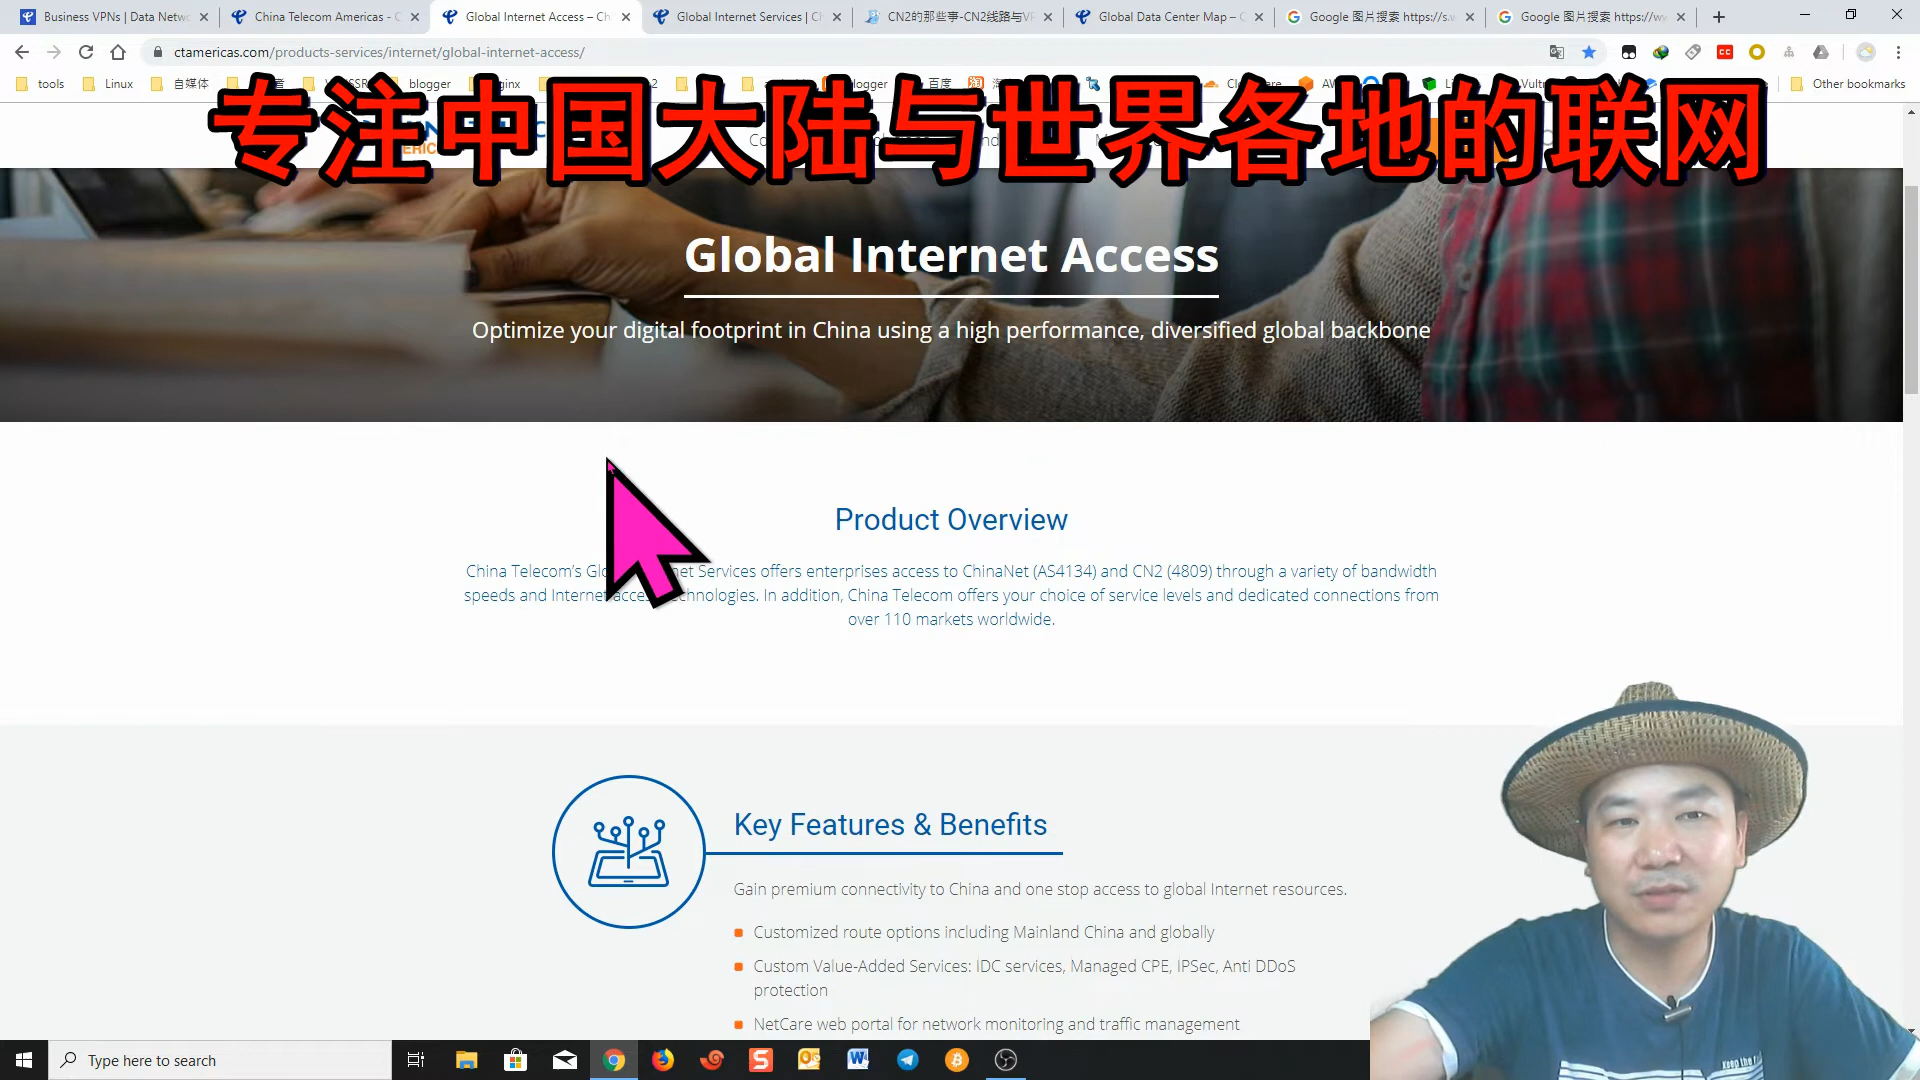 Business VPNs | Data Netw
China Telecom Americas - C
Global Internet Access – Ch
Global Internet Services | Ch
CN2的那些事-CN2线路与VP
Global Data Center Map – C
Google 图片搜索 https://s.w
Google 图片搜索 https://ww
ctamericas.com/products-services/internet/global-internet-access/
tools
Linux
自媒体
blogger
百度
Other bookmarks
专注中国大陆与世界各地的联网
Global Internet Access
Optimize your digital footprint in China using a high performance, diversified global backbone
Product Overview
China Telecom's Glo net Services offers enterprises access to ChinaNet (AS4134) and CN2 (4809) through a variety of bandwidth
speeds and Internet acce chnologies. In addition, China Telecom offers your choice of service levels and dedicated connections from
over 110 markets worldwide.
Key Features & Benefits
Gain premium connectivity to China and one stop access to global Internet resources.
Customized route options including Mainland China and globally
Custom Value-Added Services: IDC services, Managed CPE, IPSec, Anti DDoS
protection
NetCare web portal for network monitoring and traffic management
Type here to search